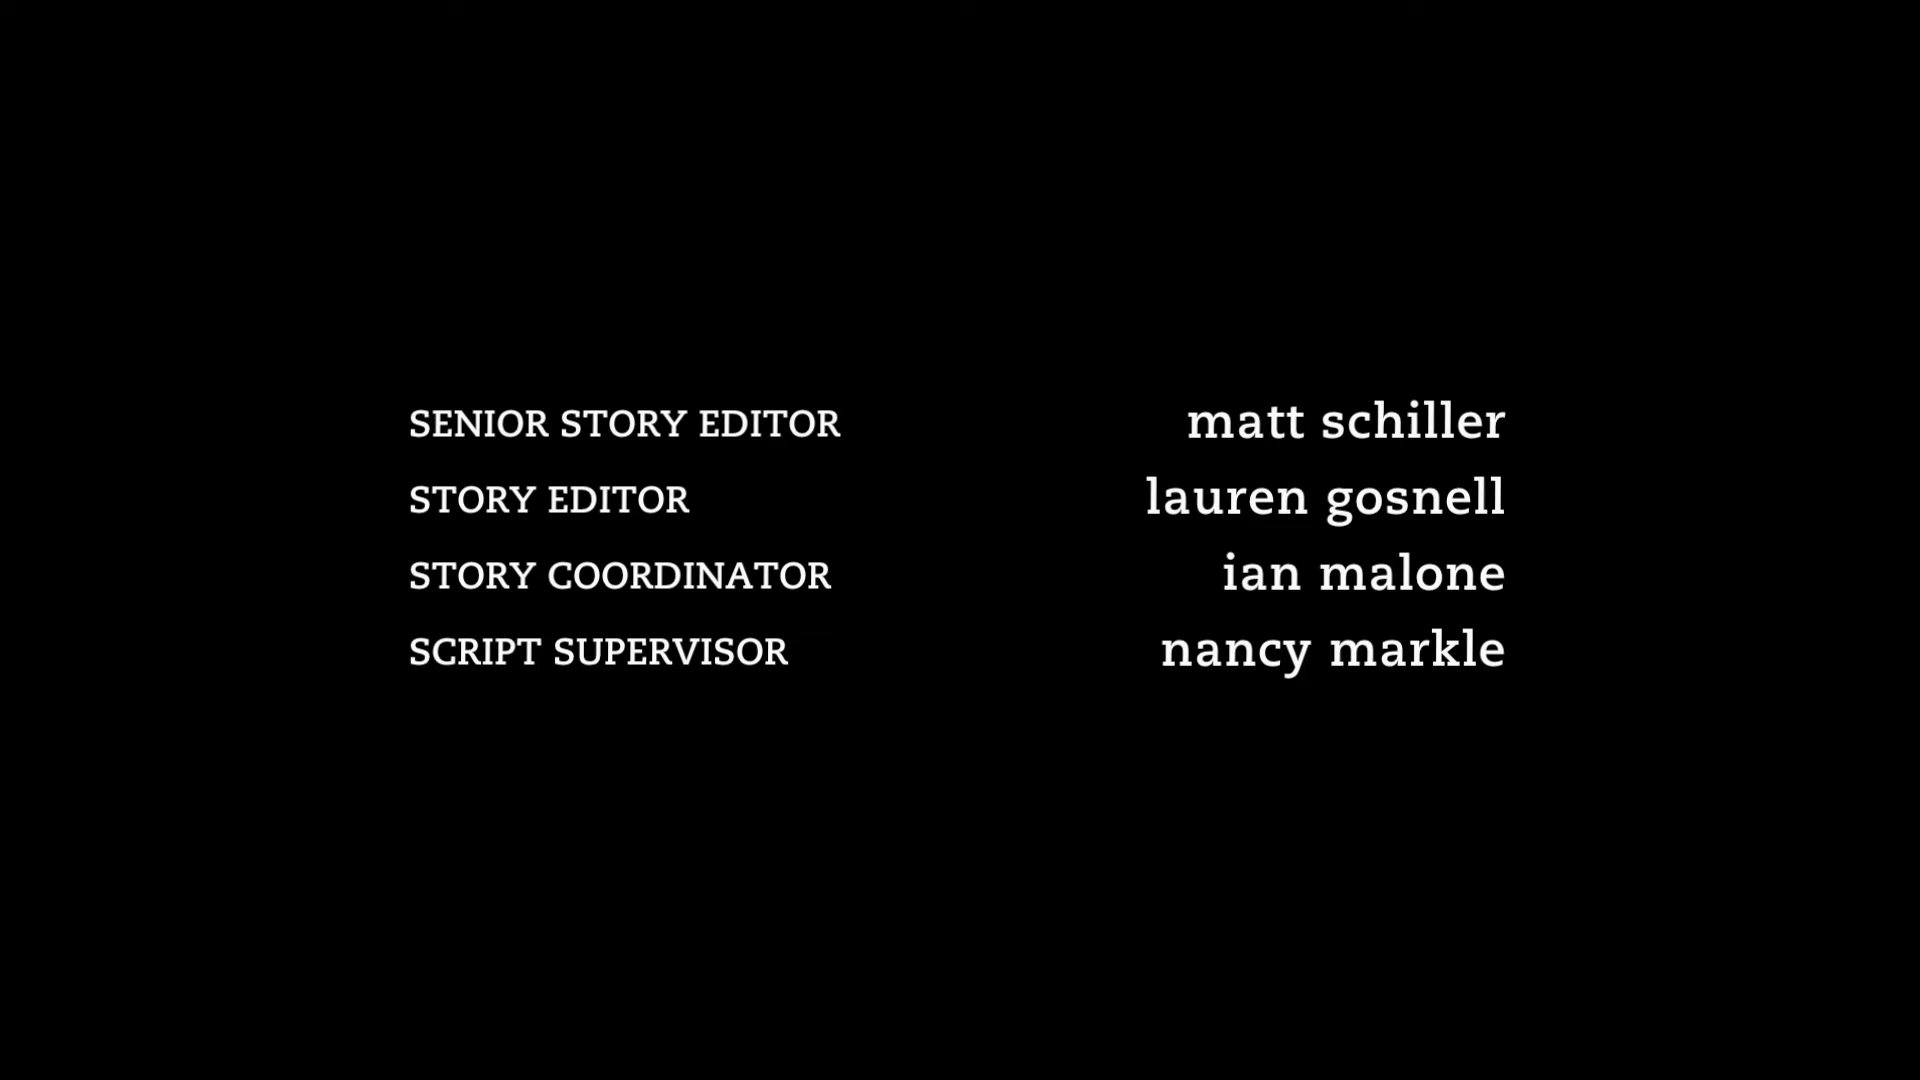 SENIOR STORY EDITOR matt schiller
STORY EDITOR lauren gosnell
STORY COORDINATOR ian malone
SCRIPT SUPERVISOR nancy markle